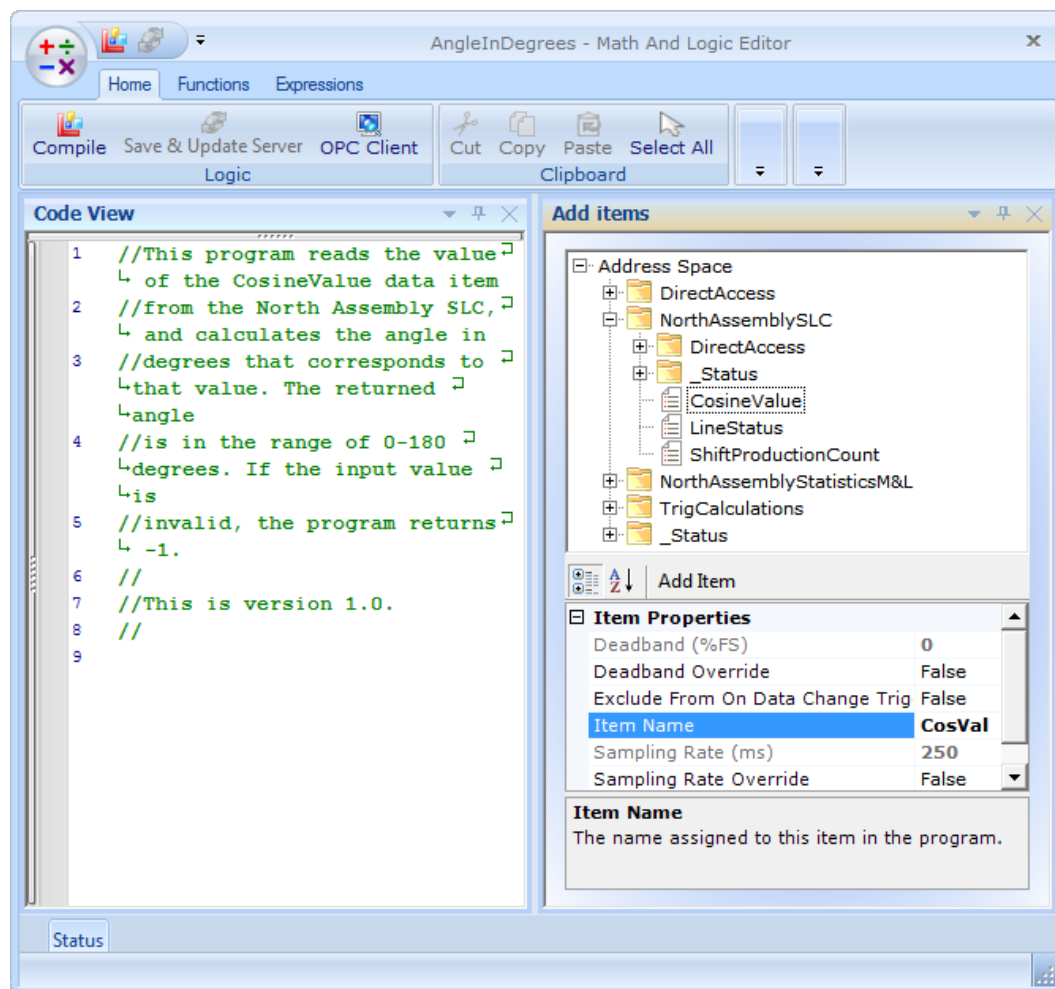 AngleInDegrees - Math And Logic Editor
Home Functions Expressions
Compile Save & Update Server OPC Client Cut Copy Paste Select All
Logic Clipboard
Code View
1 //This program reads the value
of the CosineValue data item
2 //from the North Assembly SLC,
and calculates the angle in
3 //degrees that corresponds to
that value. The returned
angle
4 //is in the range of 0-180
degrees. If the input value
is
5 //invalid, the program returns
-1.
6 //
7 //This is version 1.0.
8 //
9
Add items
Address Space
DirectAccess
NorthAssemblySLC
DirectAccess
_Status
CosineValue
LineStatus
ShiftProductionCount
NorthAssemblyStatisticsM&L
TrigCalculations
_Status
Add Item
Item Properties
Deadband (%FS) 0
Deadband Override False
Exclude From On Data Change Trig False
Item Name CosVal
Sampling Rate (ms) 250
Sampling Rate Override False
Item Name
The name assigned to this item in the program.
Status